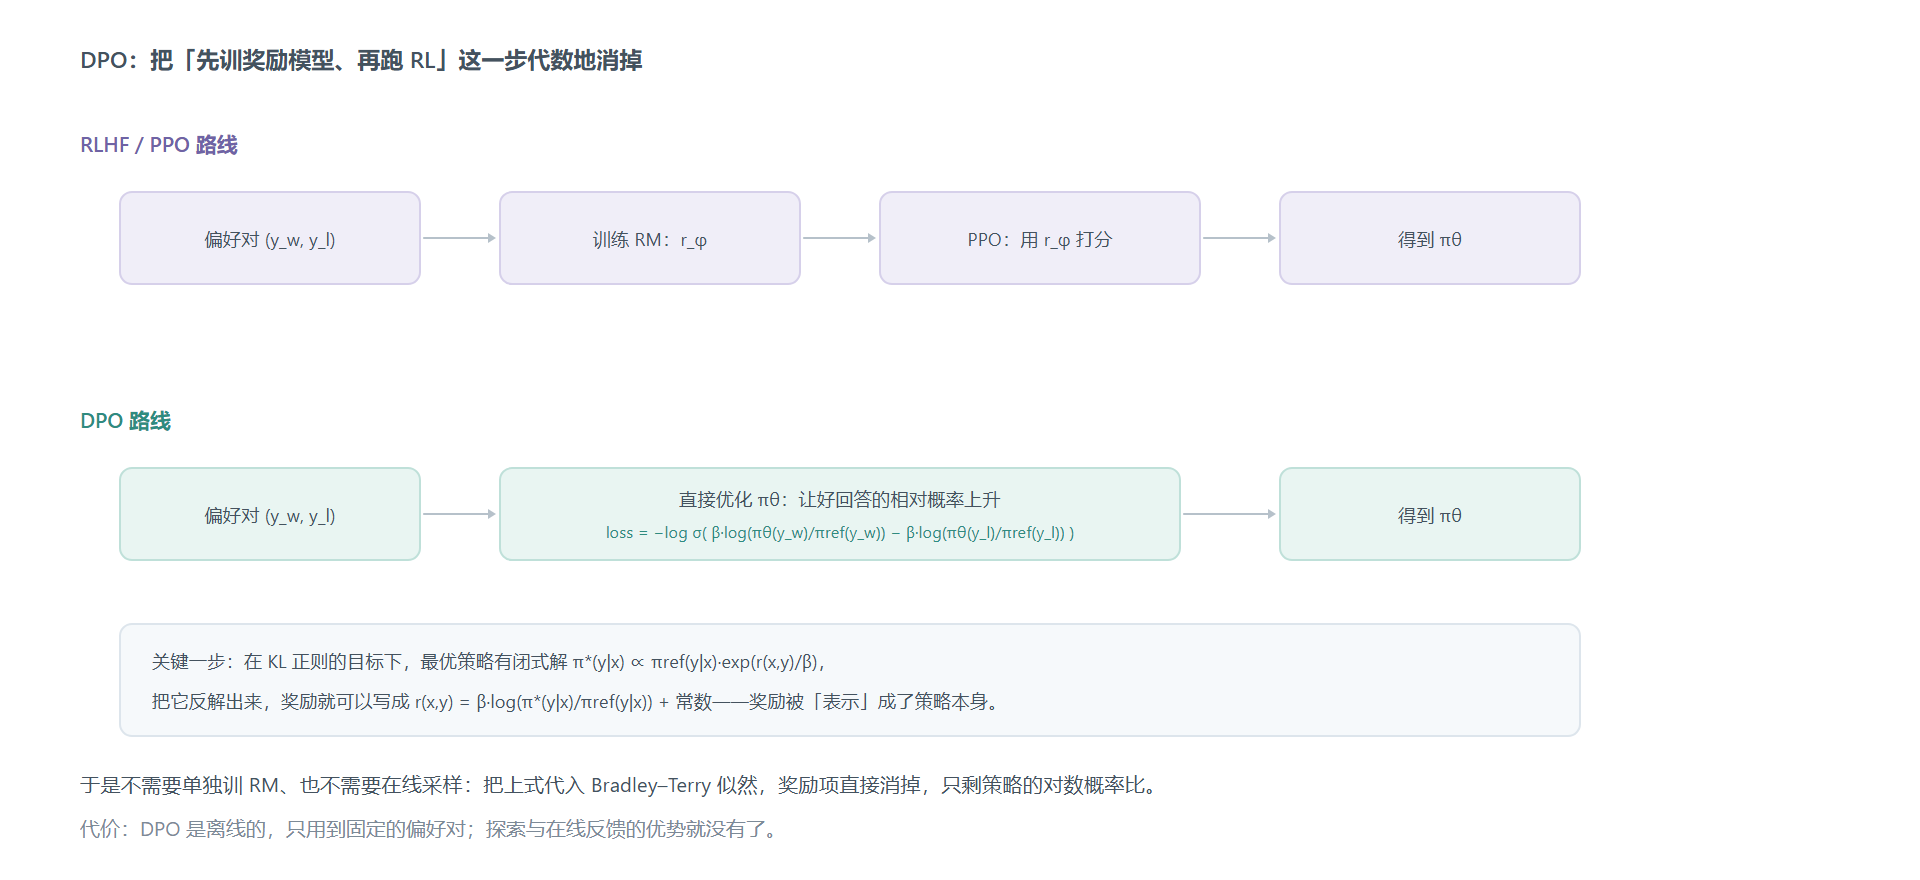 DPO：把「先训奖励模型、再跑 RL」这一步代数地消掉
RLHF / PPO 路线
偏好对 (y_w, y_l)
训练 RM：r_φ
PPO：用 r_φ 打分
得到 πθ
DPO 路线
偏好对 (y_w, y_l)
直接优化 πθ：让好回答的相对概率上升
loss = −log σ( β·log(πθ(y_w)/πref(y_w)) − β·log(πθ(y_l)/πref(y_l)) )
得到 πθ
关键一步：在 KL 正则的目标下，最优策略有闭式解 π*(y|x) ∝ πref(y|x)·exp(r(x,y)/β)，
把它反解出来，奖励就可以写成 r(x,y) = β·log(π*(y|x)/πref(y|x)) + 常数——奖励被「表示」成了策略本身。
于是不需要单独训 RM、也不需要在线采样：把上式代入 Bradley–Terry 似然，奖励项直接消掉，只剩策略的对数概率比。
代价：DPO 是离线的，只用到固定的偏好对；探索与在线反馈的优势就没有了。